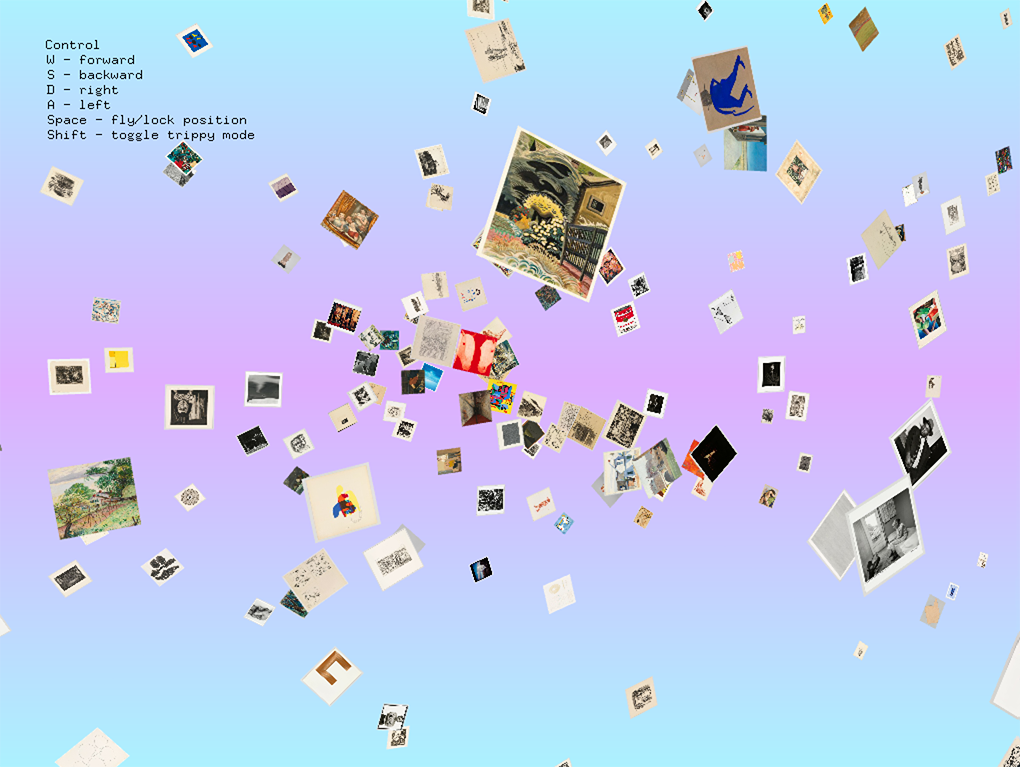 Control
W - forward
S - backward
D - right
A - left
Space - fly/lock position
Shift - toggle trippy mode